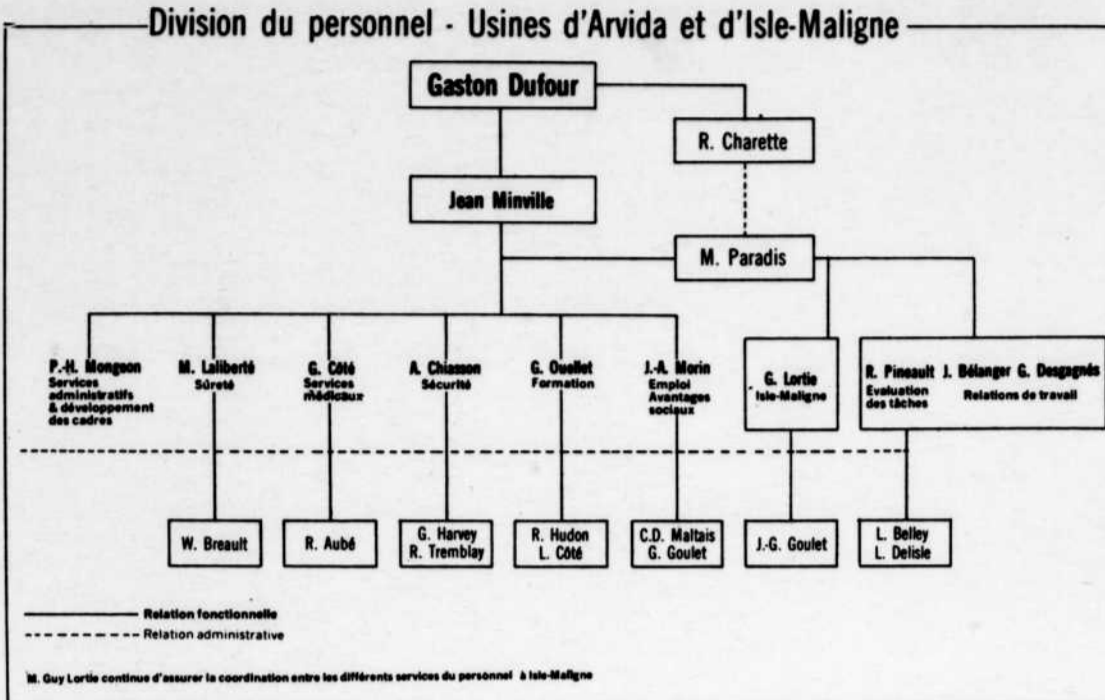 Division du personnel - Usines d'Arvida et d'Isle-Maligne
Gaston Dufour
R. Charette
Jean Minville
M. Paradis
P.-H. Mongeon
Services
administratifs
& développement
des cadres
M. Laliberté
Sûreté
G. Côté
Services
médicaux
A. Chiasson
Sécurité
G. Ouellet
Formation
J.-A. Morin
Emploi
Avantages
sociaux
G. Lortie
Isle-Maligne
R. Pineault J. Bélanger G. Desgagnés
Evaluation
des tâches
Relations de travail
W. Breault
R. Aubé
G. Harvey
R. Tremblay
R. Hudon
L. Côté
C.D. Maltais
G. Goulet
J.-G. Goulet
L. Belley
L. Delisle
Relation fonctionnelle
Relation administrative
M. Guy Lortie continue d'assurer la coordination entre les différents services du personnel à Isle-Maligne